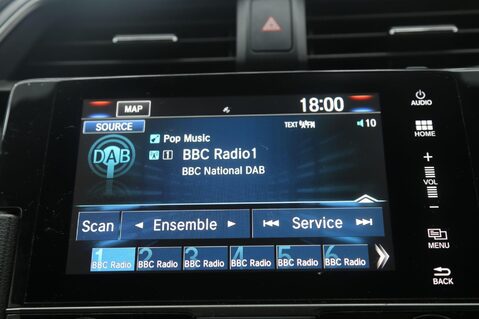 MAP
18:00
AUDIO
SOURCE
TEXT
FM
10
HOME
Pop Music
DAB
A 1 BBC Radio1
BBC National DAB
VOL
Scan
Ensemble
Service
1 2 3 4 5 6
BBC Radio BBC Radio BBC Radio BBC Radio BBC Radio BBC Radio
MENU
BACK